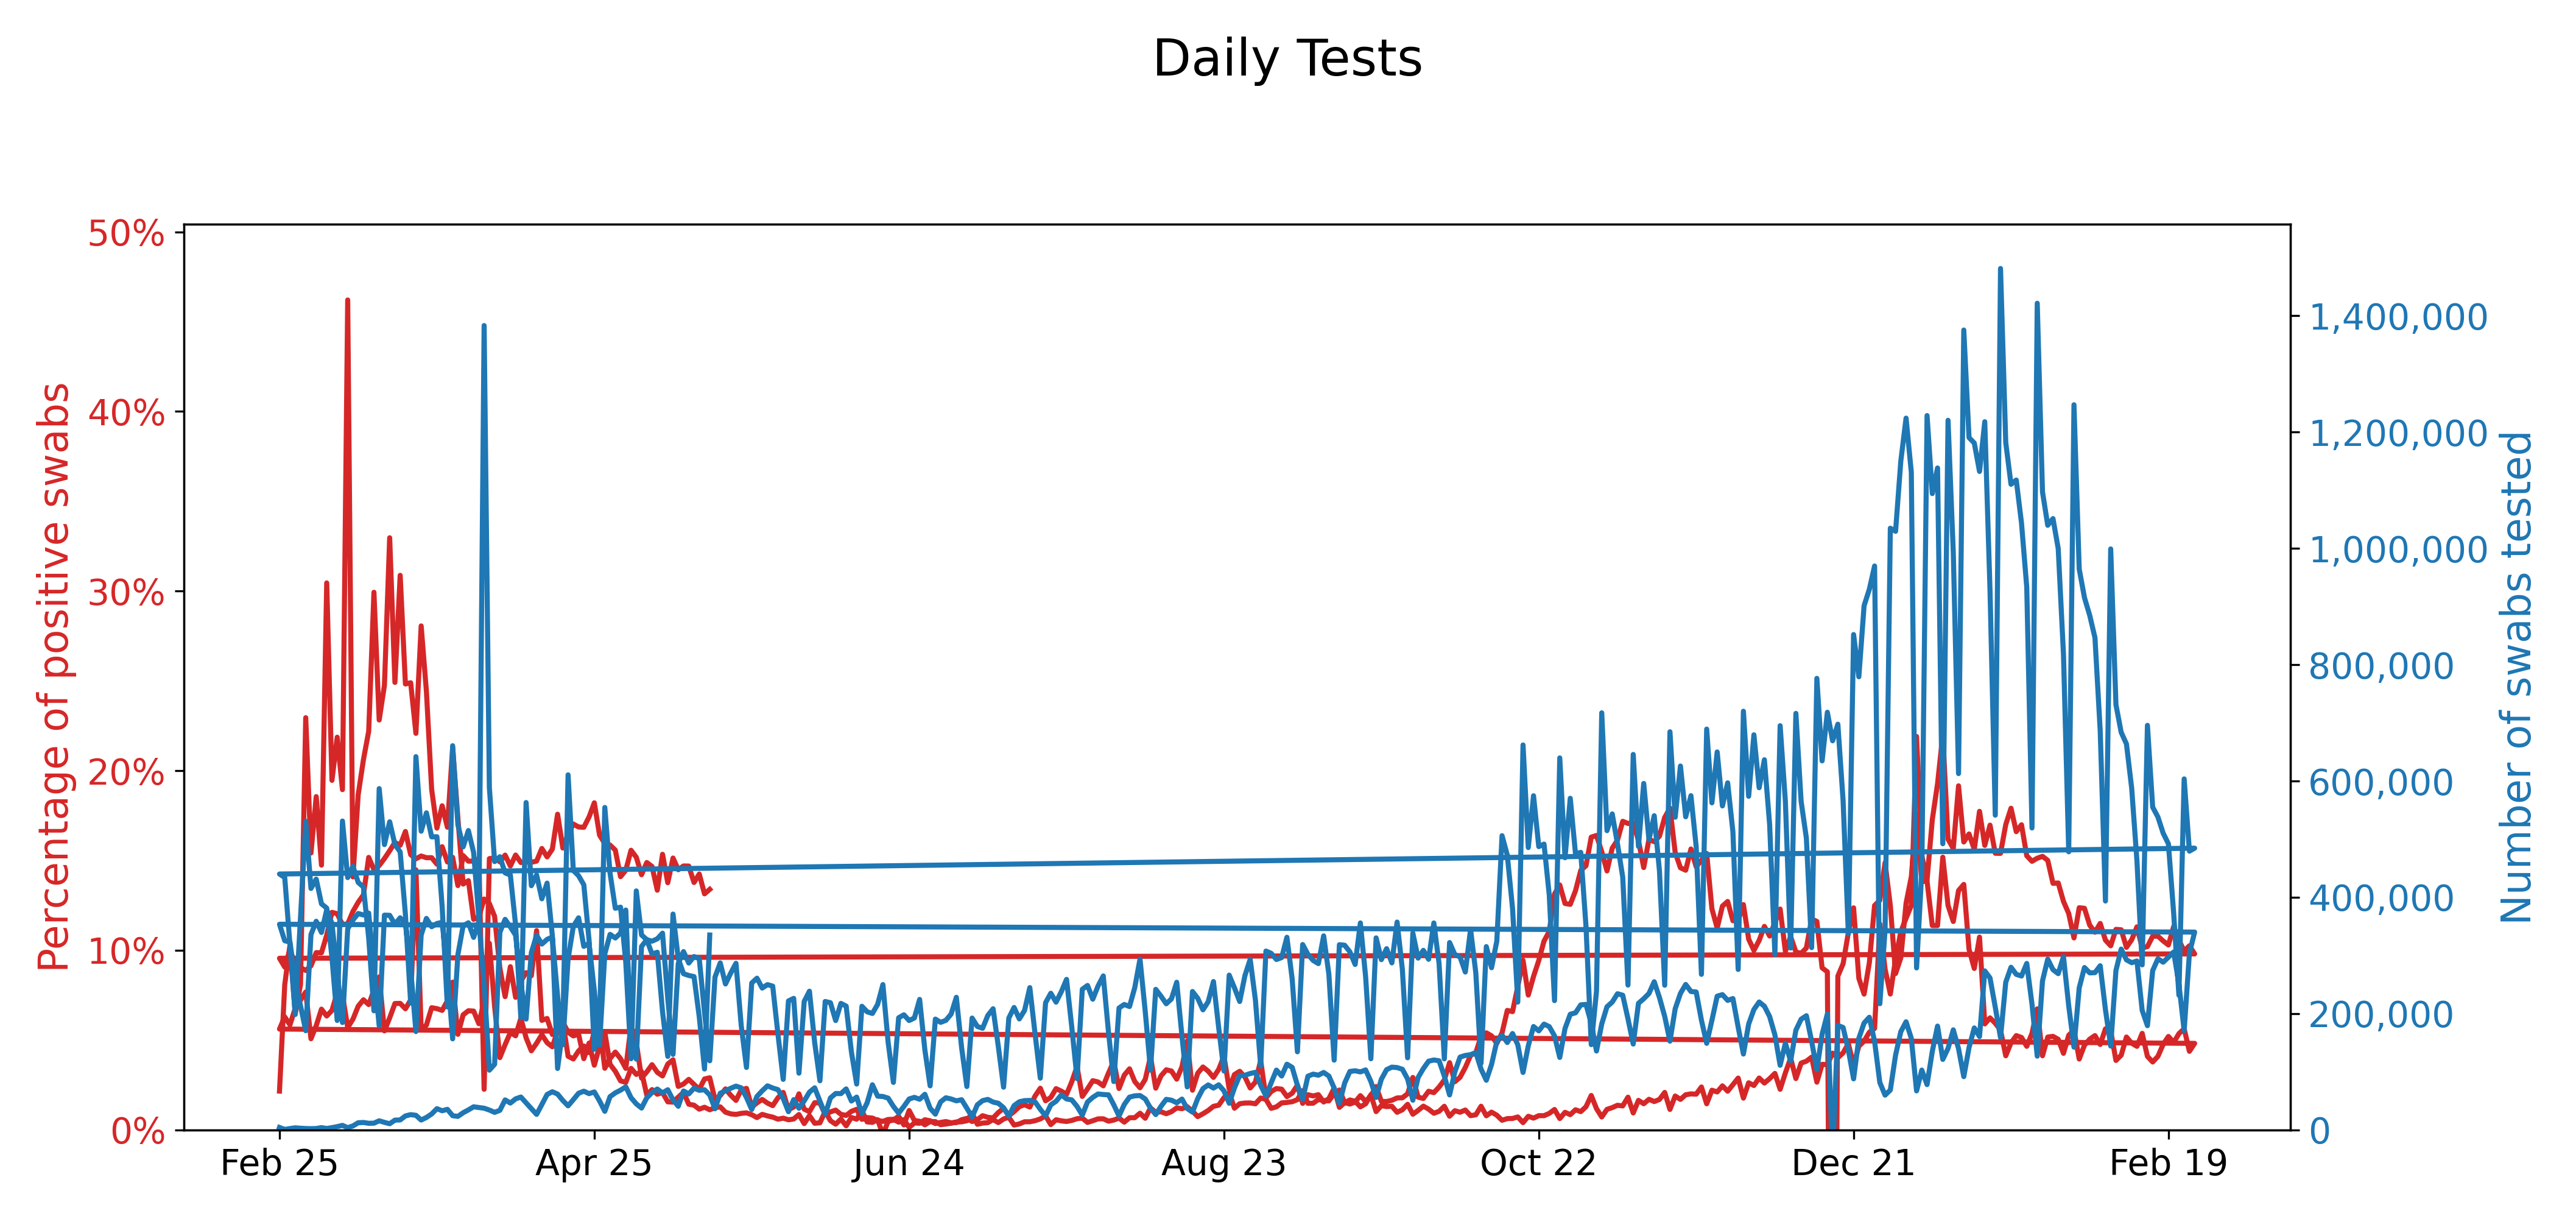 Daily Tests
Percentage of positive swabs
50%
40%
30%
20%
10%
0%
1,400,000
1,200,000
1,000,000
800,000
600,000
400,000
200,000
0
Number of swabs tested
Feb 25
Apr 25
Jun 24
Aug 23
Oct 22
Dec 21
Feb 19